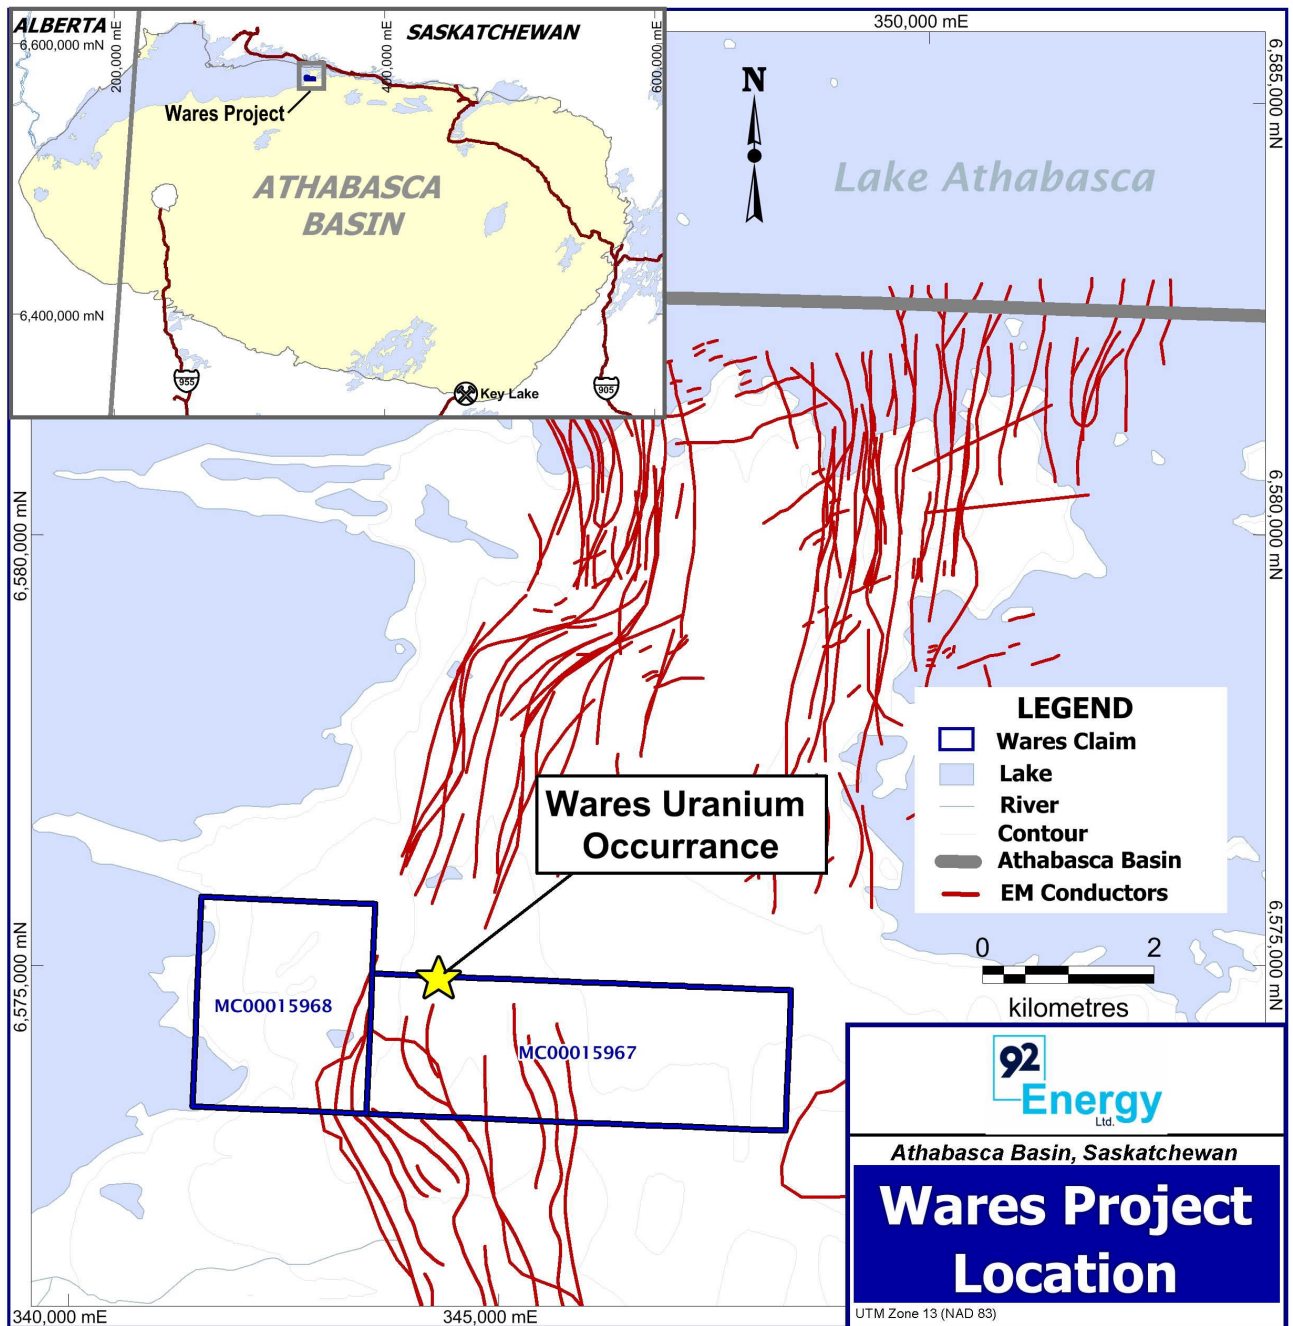 ALBERTA
SASKATCHEWAN
6,600,000 mN
200,000 mE
400,000 mE
600,000 mE
Wares Project
ATHABASCA
BASIN
6,400,000 mN
955
Key Lake
905
350,000 mE
6,585,000 mN
N
Lake Athabasca
6,580,000 mN
6,580,000 mN
LEGEND
Wares Claim
Lake
River
Contour
Athabasca Basin
EM Conductors
Wares Uranium
Occurrance
0 2
kilometres
6,575,000 mN
6,575,000 mN
MC00015968
MC00015967
92
Energy
Ltd.
Athabasca Basin, Saskatchewan
Wares Project
Location
UTM Zone 13 (NAD 83)
340,000 mE
345,000 mE